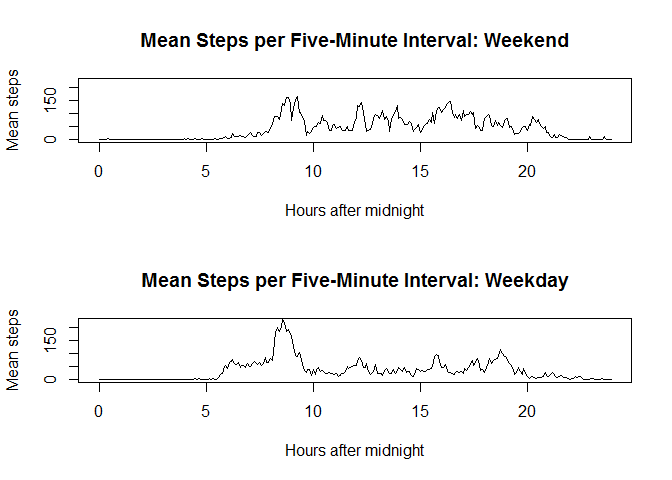 Mean Steps per Five-Minute Interval: Weekend
Mean steps
150
0
0 5 10 15 20
Hours after midnight
Mean Steps per Five-Minute Interval: Weekday
Mean steps
150
0
0 5 10 15 20
Hours after midnight